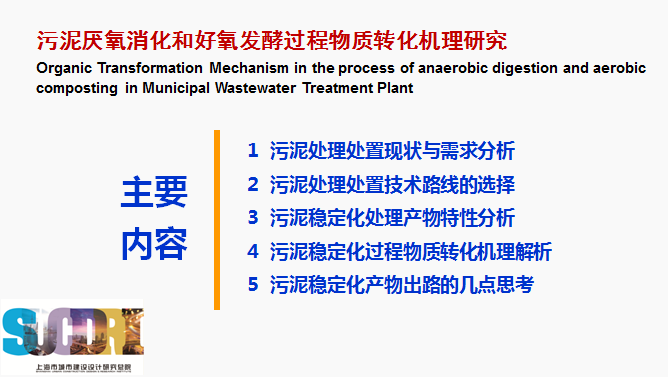 污泥厌氧消化和好氧发酵过程物质转化机理研究
Organic Transformation Mechanism in the process of anaerobic digestion and aerobic
composting in Municipal Wastewater Treatment Plant
主要
内容
1 污泥处理处置现状与需求分析
2 污泥处理处置技术路线的选择
3 污泥稳定化处理产物特性分析
4 污泥稳定化过程物质转化机理解析
5 污泥稳定化产物出路的几点思考
SUCDRI
上海市城市建设设计研究总院